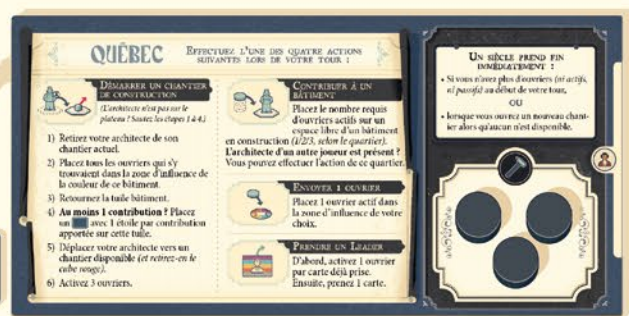 QUÉBEC
EFFECTUEZ L'UNE DES QUATRE ACTIONS
SUIVANTES LORS DE VOTRE TOUR :
DÉMARRER UN CHANTIER
DE CONSTRUCTION
(L'architecte n'est pas sur le
plateau ? Sautez les étapes 1 à 4.)
1) Retirez votre architecte de son
chantier actuel.
2) Placez tous les ouvriers qui s'y
trouvaient dans la zone d'influence de
la couleur de ce bâtiment.
3) Retournez la tuile bâtiment.
4) Au moins 1 contribution ? Placez
un avec 1 étoile par contribution
apportée sur cette tuile.
5) Déplacez votre architecte vers un
chantier disponible (et retirez-en le
cube rouge).
6) Activez 3 ouvriers.
CONTRIBUER À UN
BÂTIMENT
Placez le nombre requis
d'ouvriers actifs sur un
espace libre d'un bâtiment
en construction (1/2/3, selon le quartier).
L'architecte d'un autre joueur est présent ?
Vous pouvez effectuer l'action de ce quartier.
ENVOYER 1 OUVRIER
Placez 1 ouvrier actif dans
la zone d'influence de votre
choix.
PRENDRE UN LEADER
D'abord, activez 1 ouvrier
par carte déjà prise.
Ensuite, prenez 1 carte.
UN SIÈCLE PREND FIN
IMMÉDIATEMENT :
• Si vous n'avez plus d'ouvriers (ni actifs,
ni passifs) au début de votre tour,
OU
• lorsque vous ouvrez un nouveau chant-
ier alors qu'aucun n'est disponible.